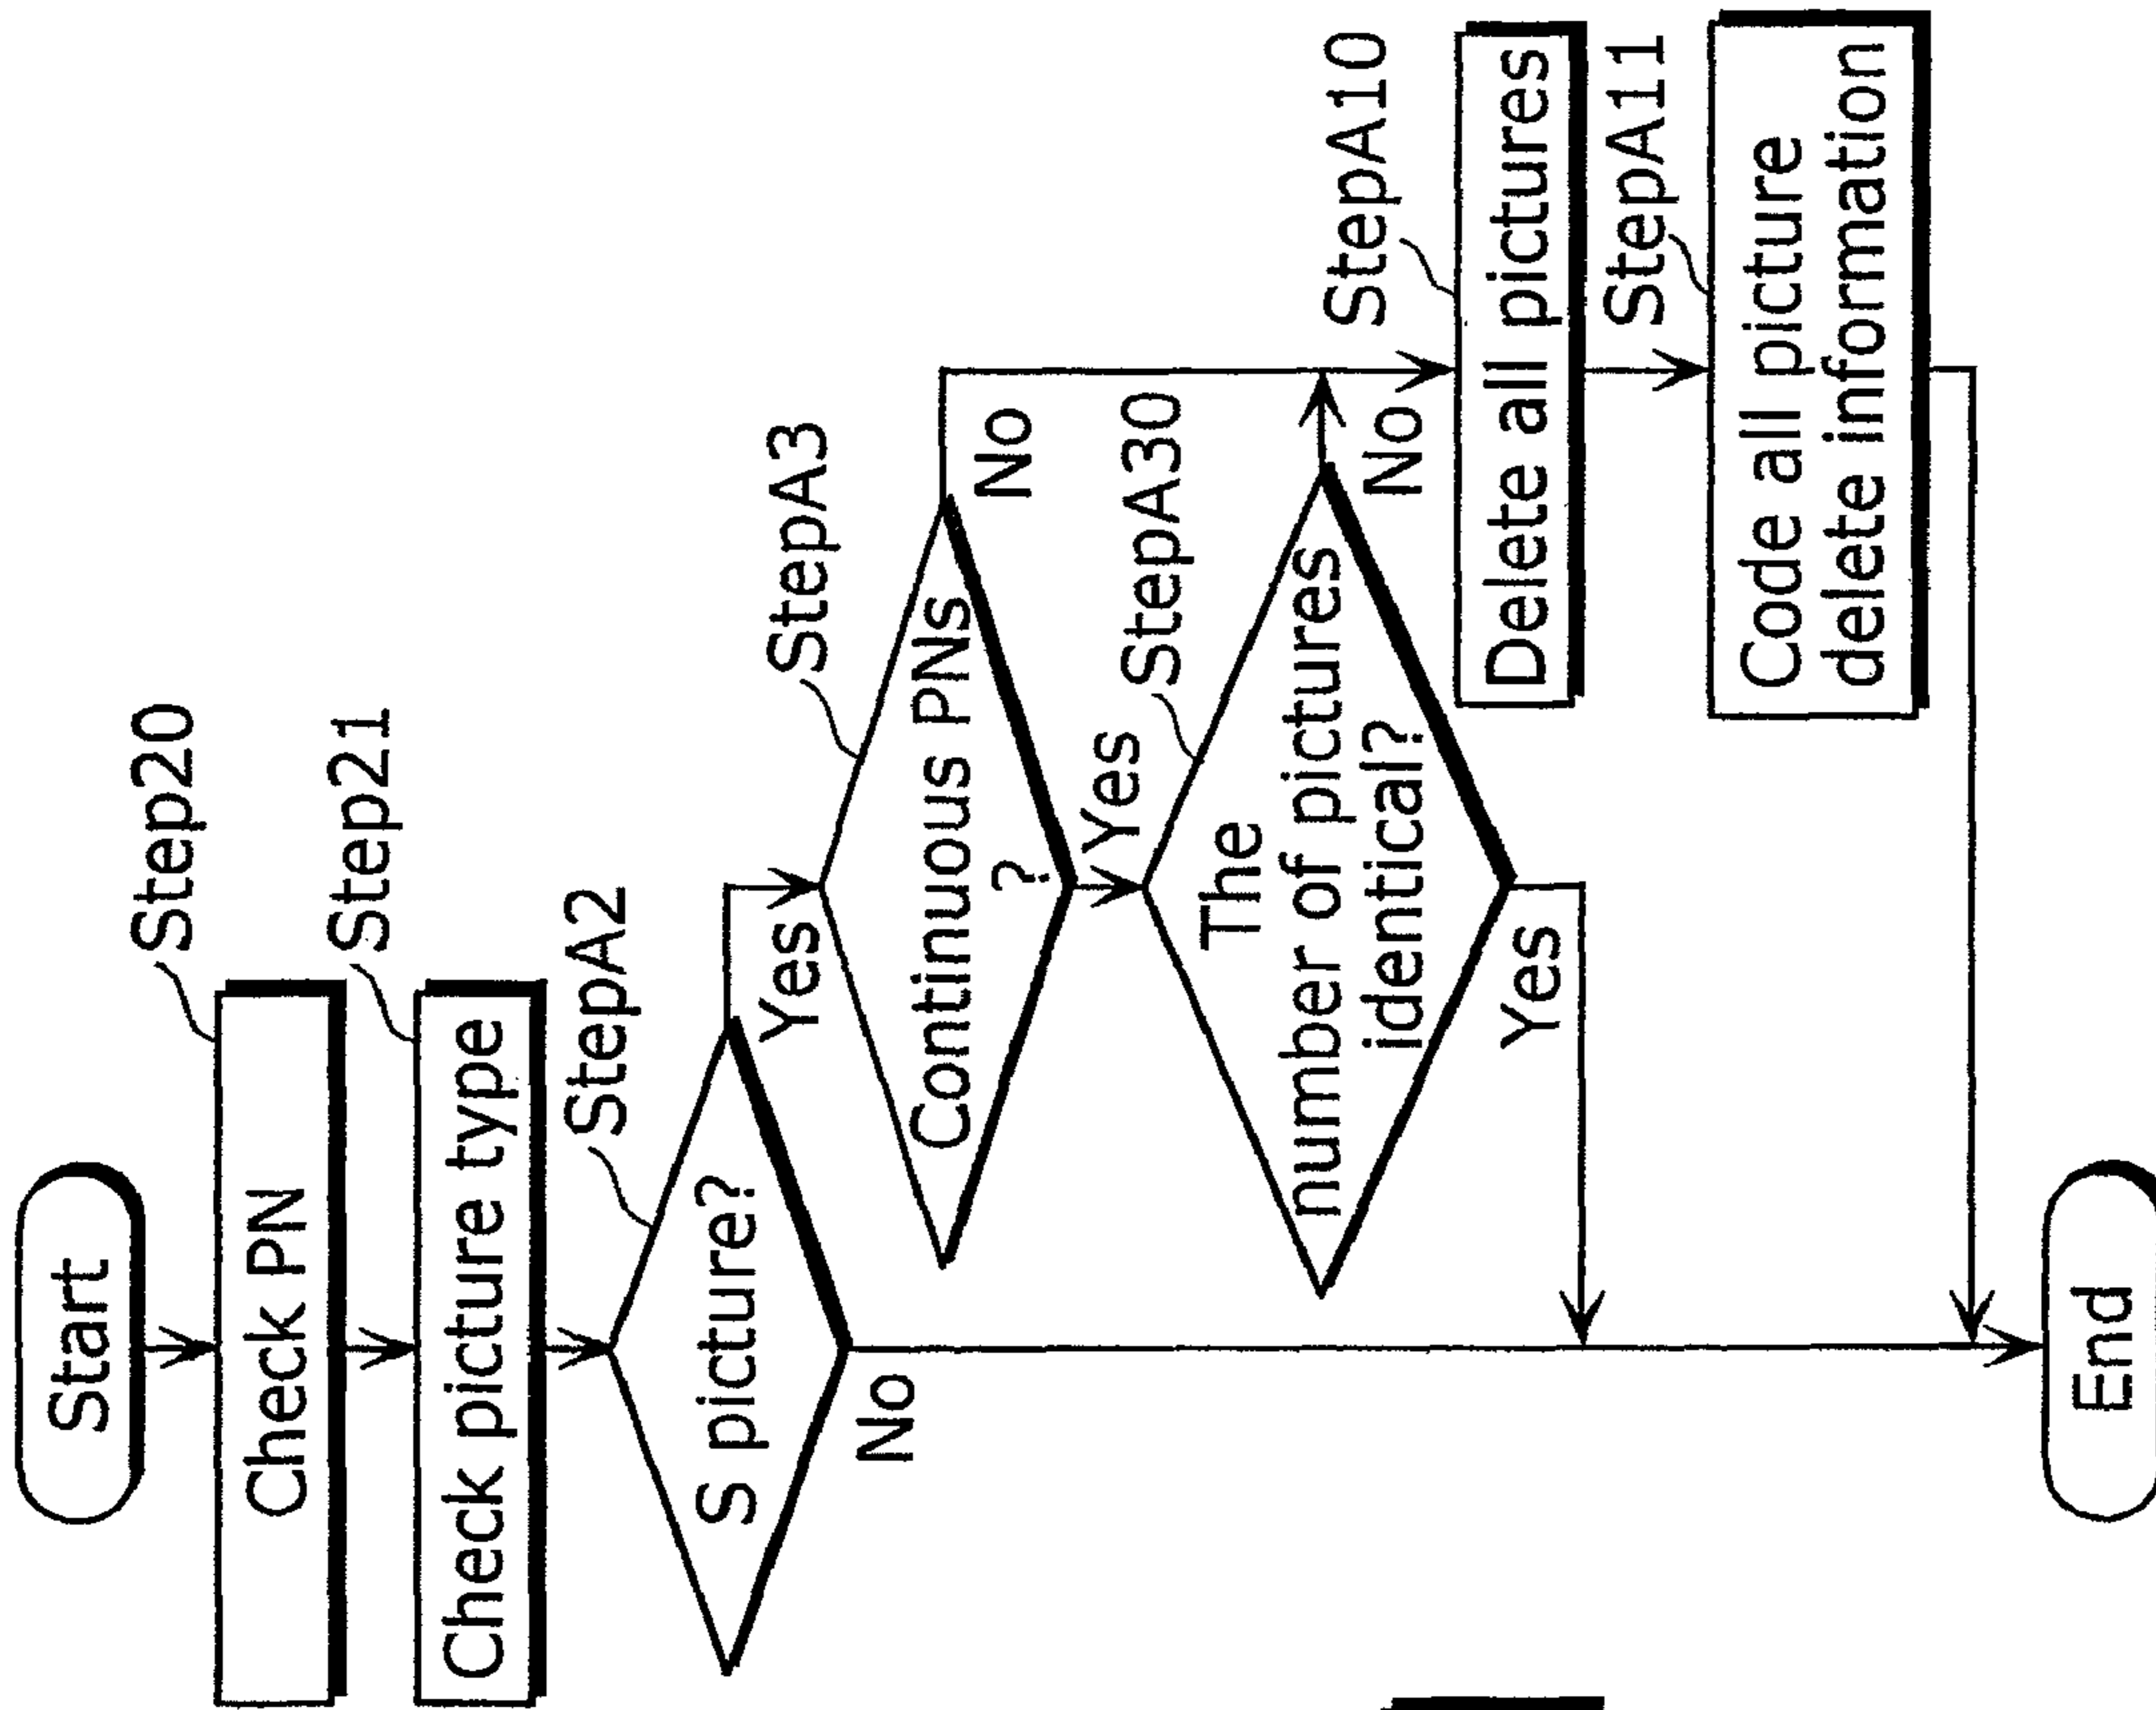 Start
Step20
Check PN
Step21
Check picture type
StepA2
S picture?
Yes
No
StepA3
Continuous PNs
?
No
Yes
StepA30
The
number of pictures
identical?
No
Yes
StepA10
Delete all pictures
StepA11
Code all picture
delete information
End